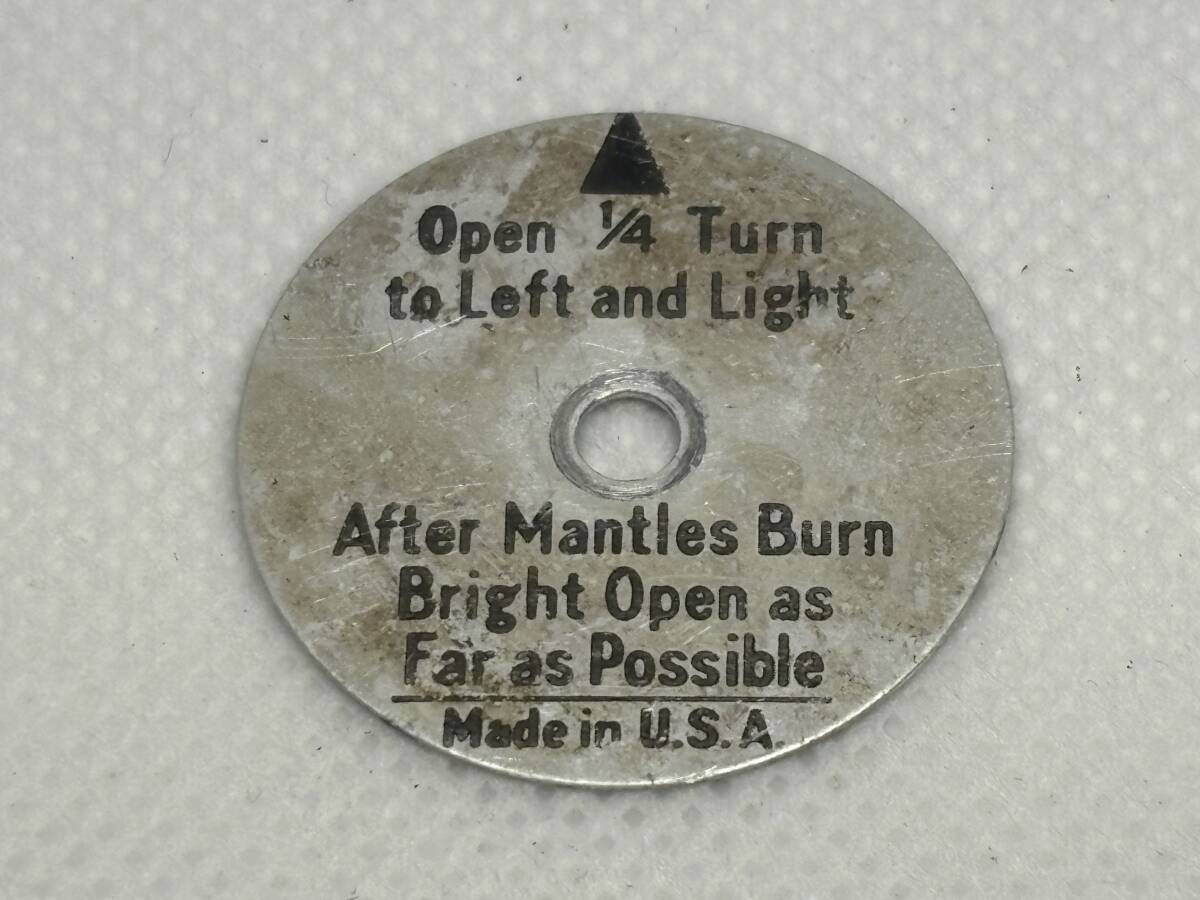 Open ¼ Turn
to Left and Light
After Mantles Burn
Bright Open as
Far as Possible
Made in U.S.A.